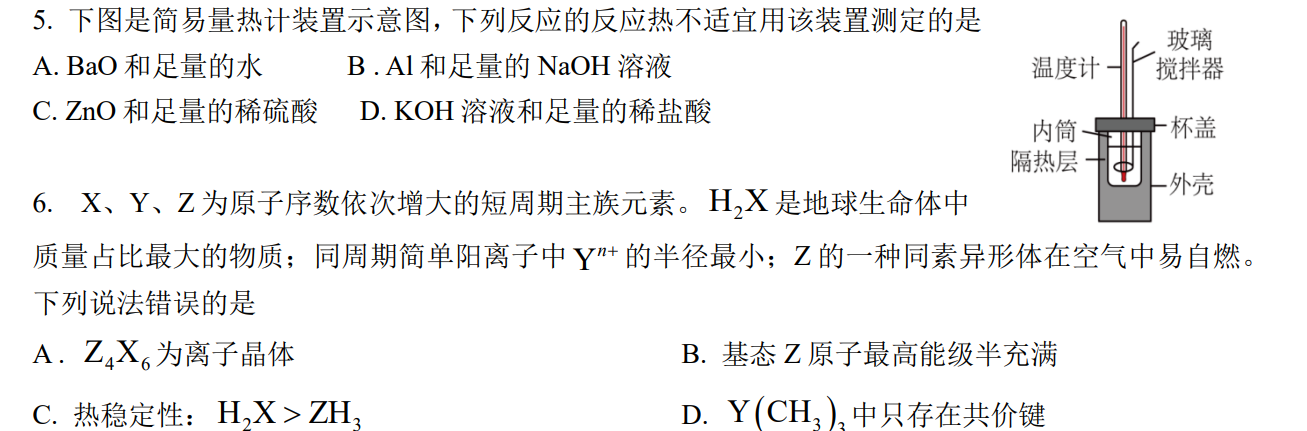 5. 下图是简易量热计装置示意图，下列反应的反应热不适宜用该装置测定的是
A. BaO 和足量的水 B . Al 和足量的 NaOH 溶液
C. ZnO 和足量的稀硫酸 D. KOH 溶液和足量的稀盐酸
温度计
玻璃
搅拌器
内筒
隔热层
杯盖
外壳
6. X、Y、Z 为原子序数依次增大的短周期主族元素。H₂X 是地球生命体中
质量占比最大的物质；同周期简单阳离子中 Yⁿ⁺ 的半径最小；Z 的一种同素异形体在空气中易自燃。
下列说法错误的是
A. Z₄X₆ 为离子晶体 B. 基态 Z 原子最高能级半充满
C. 热稳定性：H₂X > ZH₃ D. Y(CH₃)₃ 中只存在共价键